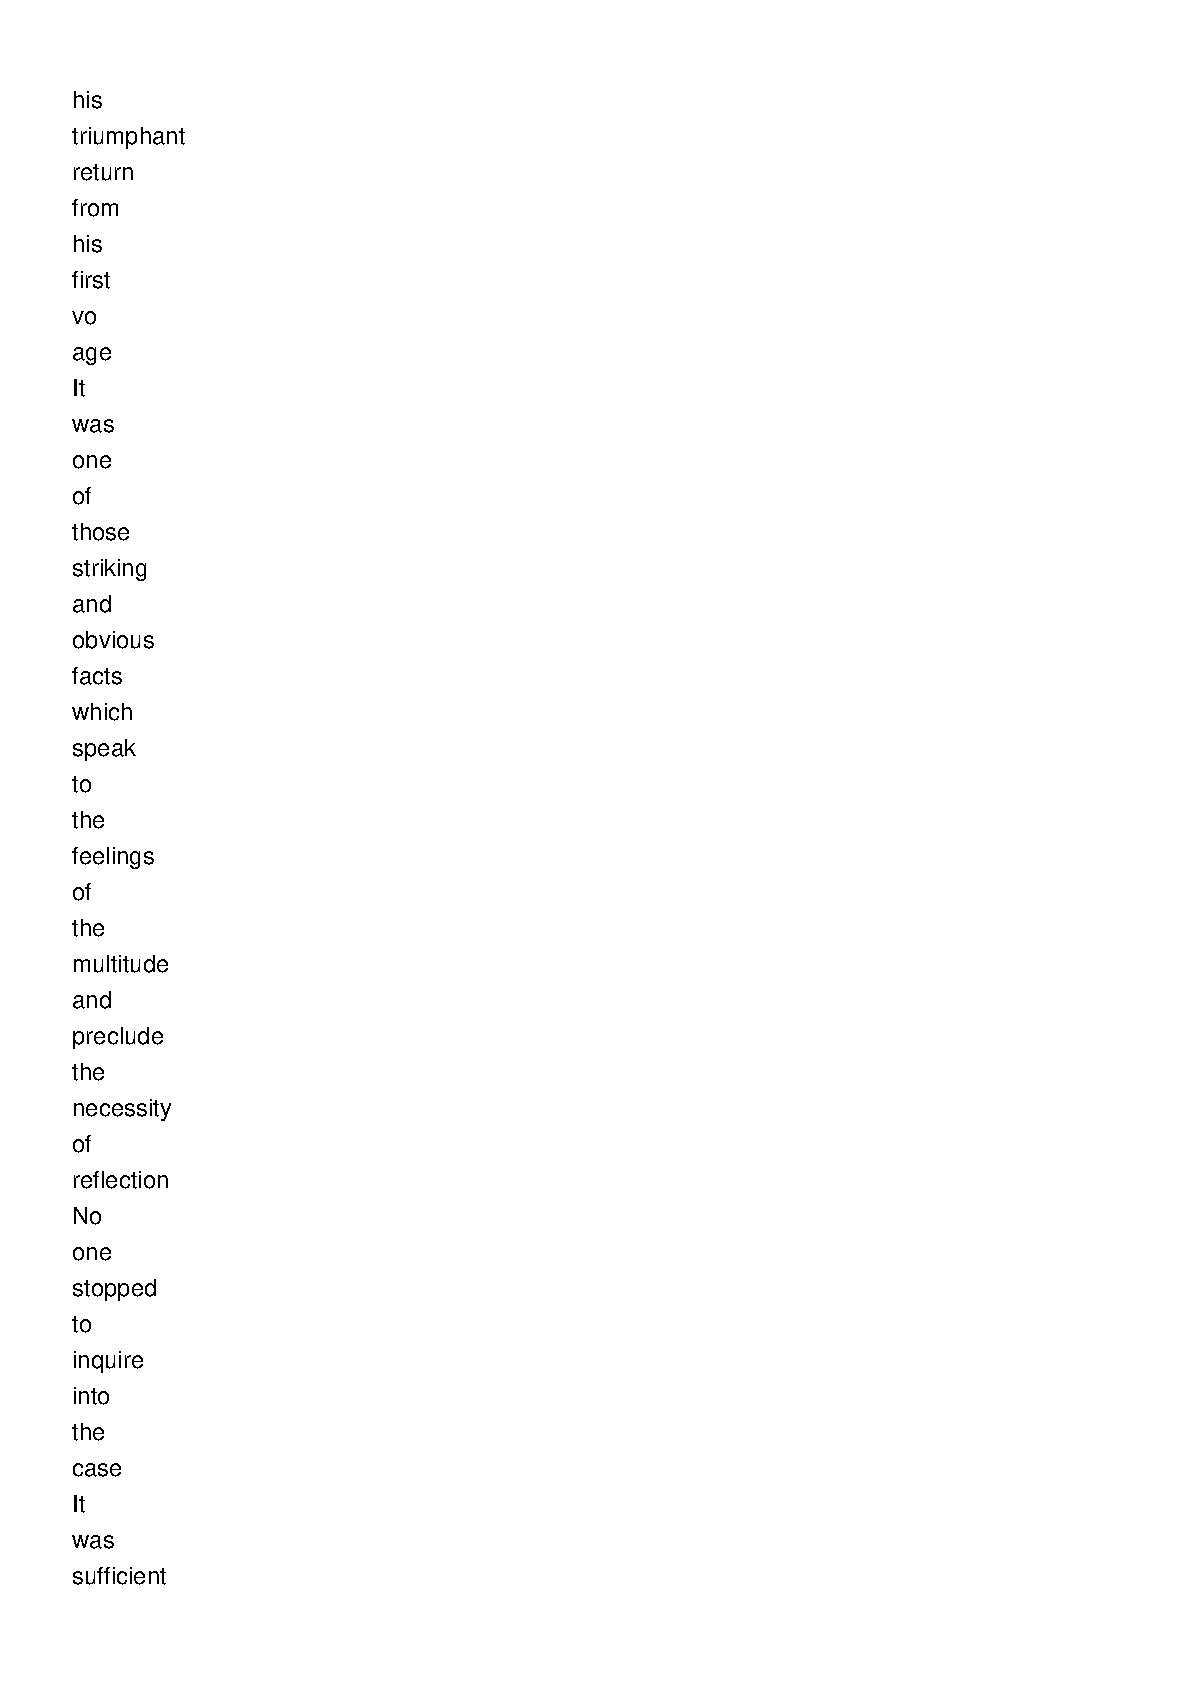 his
triumphant
return
from
his
first
vo
age
It
was
one
of
those
striking
and
obvious
facts
which
speak
to
the
feelings
of
the
multitude
and
preclude
the
necessity
of
reflection
No
one
stopped
to
inquire
into
the
case
It
was
sufficient